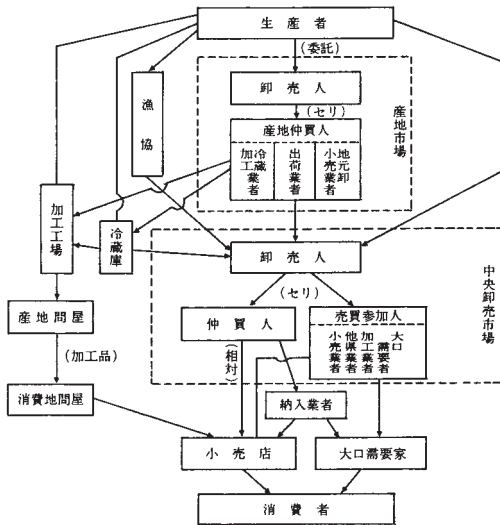 生産者
(委託)
卸売人
(セリ)
産地仲買人
冷蔵業者
加工業者
出荷業者
地元卸
小売業者
産地市場
漁協
加工工場
冷蔵庫
卸売人
(セリ)
仲買人
売買参加人
大口
需要者
加工業者
他県業者
小売業者
中央卸売市場
産地問屋
(加工品)
消費地問屋
(相対)
納入業者
小売店
大口需要家
消費者